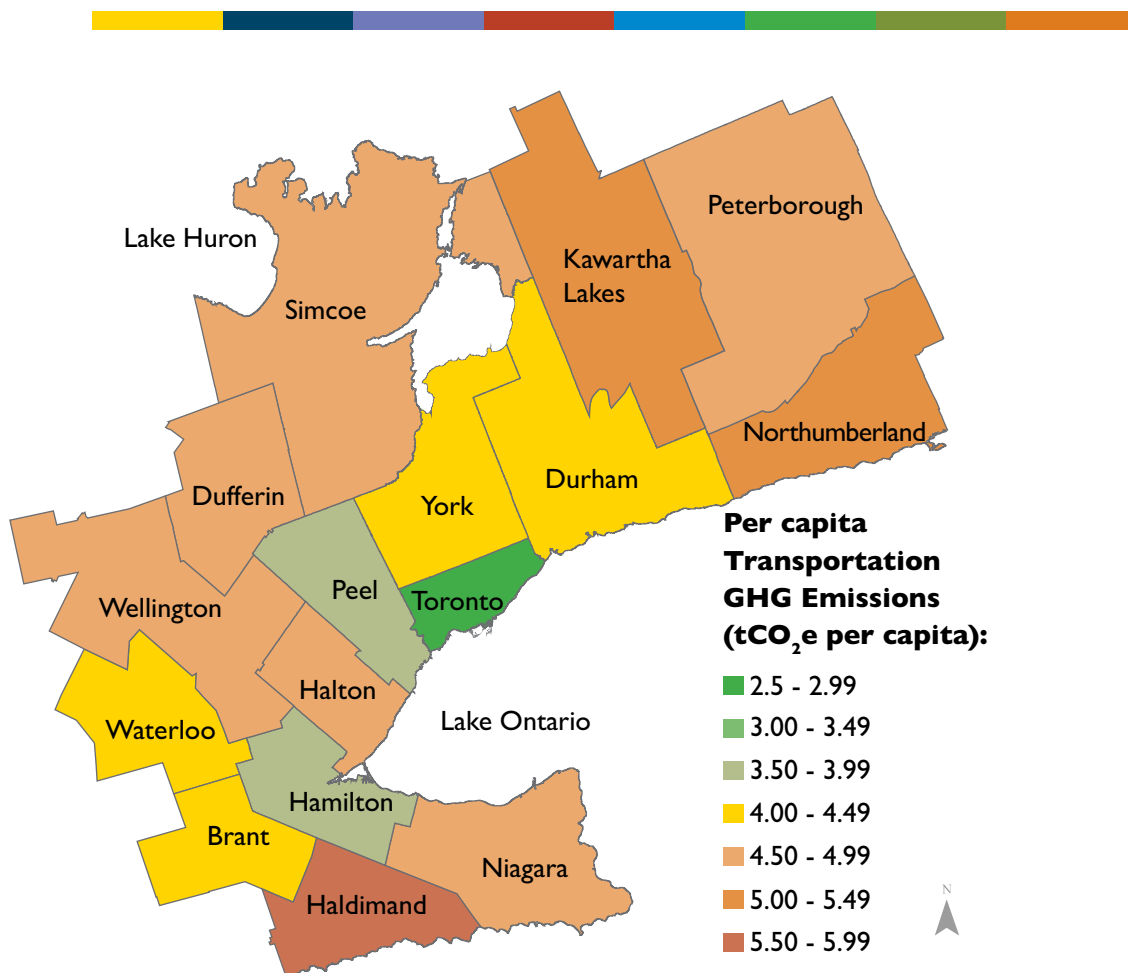 Peterborough
Lake Huron
Kawartha
Lakes
Simcoe
Northumberland
Durham
Dufferin
York
Per capita
Transportation
GHG Emissions
(tCO₂e per capita):
Peel
Toronto
Wellington
Halton
2.5 - 2.99
Lake Ontario
3.00 - 3.49
Waterloo
3.50 - 3.99
Hamilton
4.00 - 4.49
Brant
4.50 - 4.99
Niagara
5.00 - 5.49
Haldimand
N
5.50 - 5.99